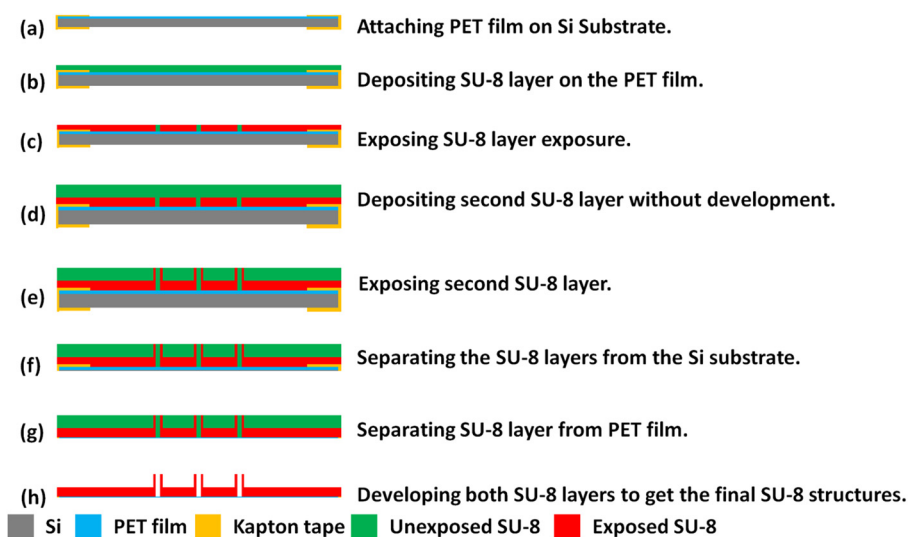 (a) Attaching PET film on Si Substrate.
(b) Depositing SU-8 layer on the PET film.
(c) Exposing SU-8 layer exposure.
(d) Depositing second SU-8 layer without development.
(e) Exposing second SU-8 layer.
(f) Separating the SU-8 layers from the Si substrate.
(g) Separating SU-8 layer from PET film.
(h) Developing both SU-8 layers to get the final SU-8 structures.
Si PET film Kapton tape Unexposed SU-8 Exposed SU-8